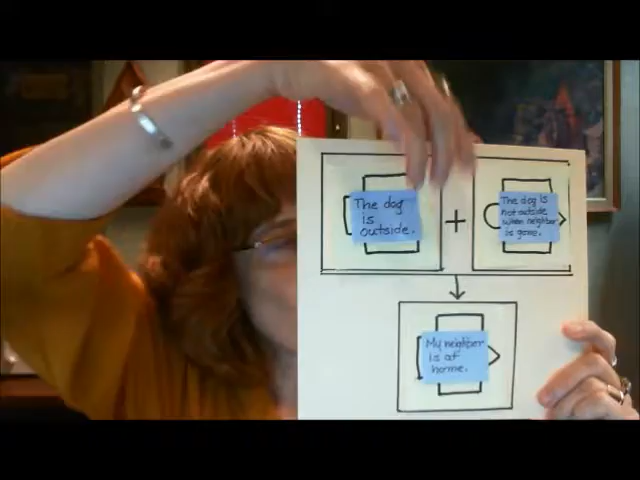 The dog
is
outside.
The dog is
not outside
when neighbor
is gone.
My neighbor
is at
home.